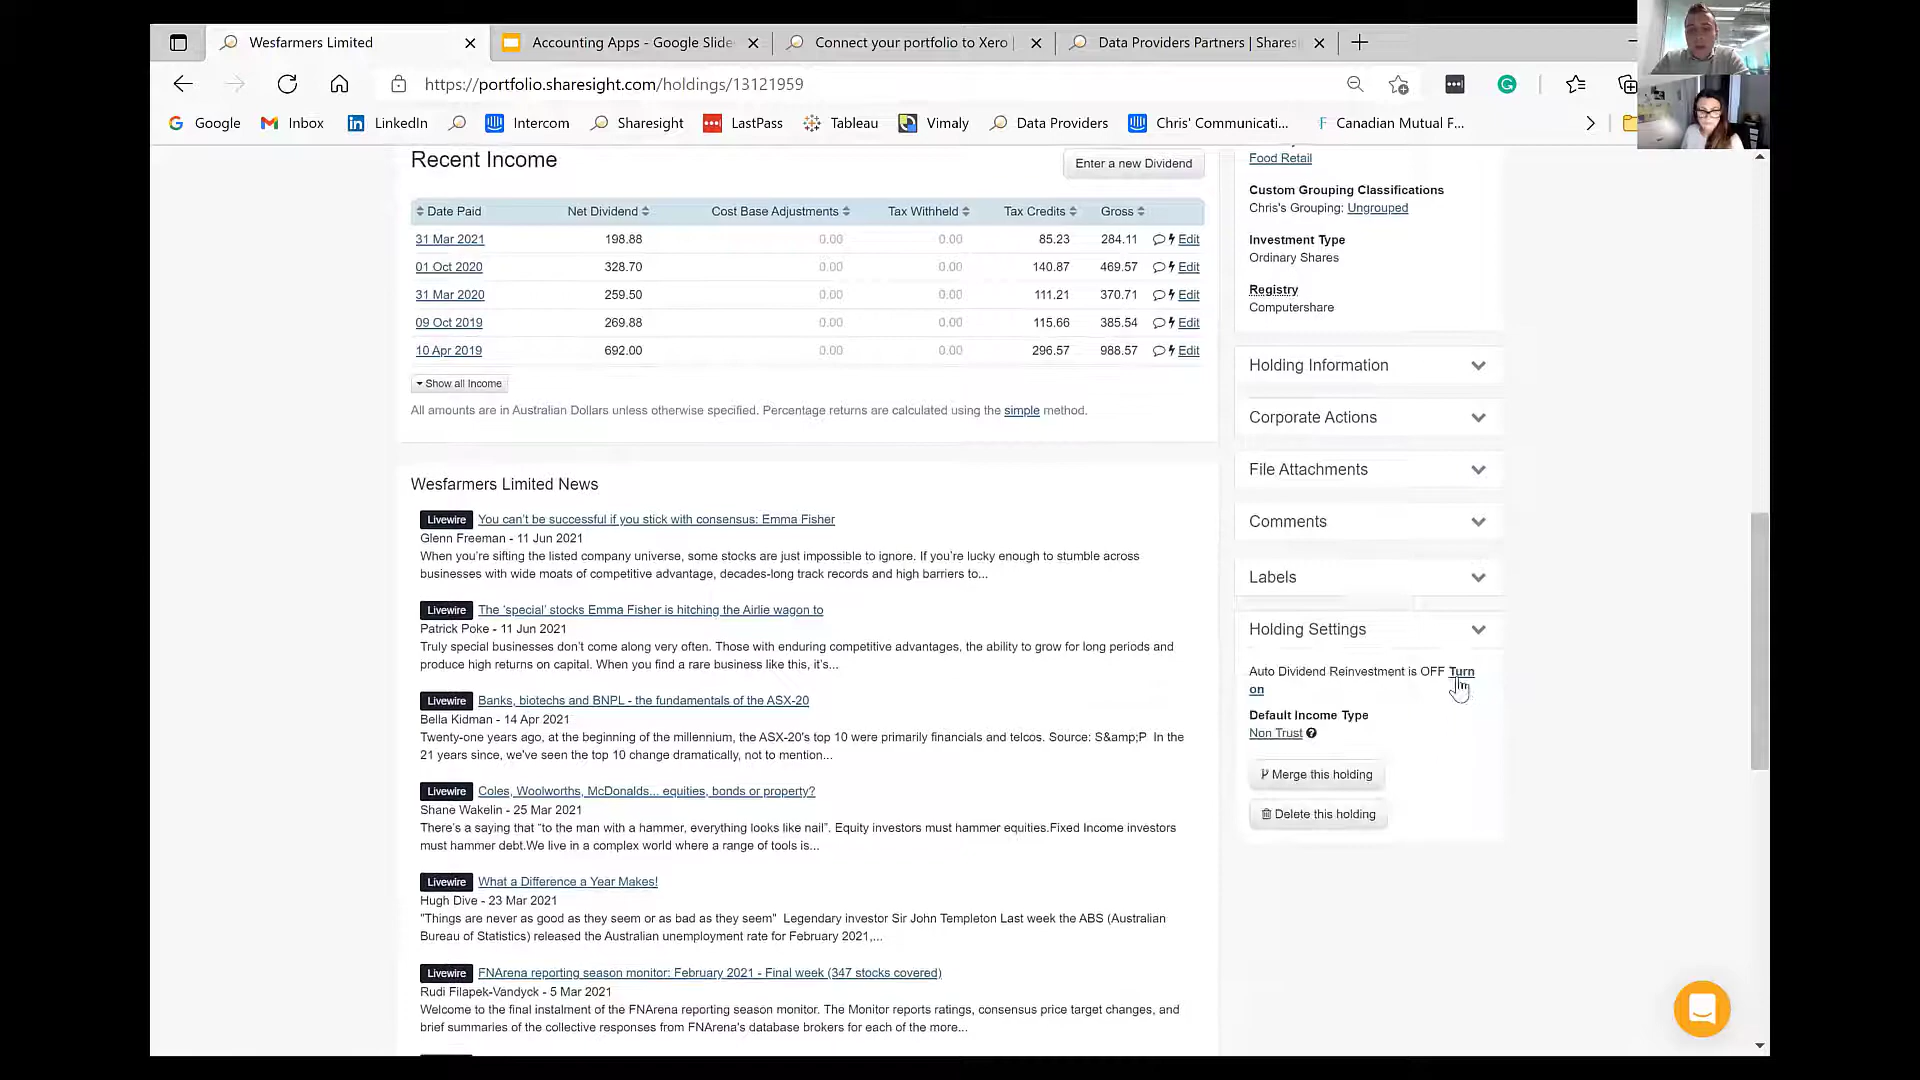 Wesfarmers Limited
Accounting Apps - Google Slide
Connect your portfolio to Xero |
Data Providers Partners | Shares
https://portfolio.sharesight.com/holdings/13121959
Google
Inbox
LinkedIn
Intercom
Sharesight
LastPass
Tableau
Vimaly
Data Providers
Chris' Communicati...
Canadian Mutual F...
Recent Income
Enter a new Dividend
Date Paid Net Dividend Cost Base Adjustments Tax Withheld Tax Credits Gross
31 Mar 2021 198.88 0.00 0.00 85.23 284.11 Edit
01 Oct 2020 328.70 0.00 0.00 140.87 469.57 Edit
31 Mar 2020 259.50 0.00 0.00 111.21 370.71 Edit
09 Oct 2019 269.88 0.00 0.00 115.66 385.54 Edit
10 Apr 2019 692.00 0.00 0.00 296.57 988.57 Edit
Show all Income
All amounts are in Australian Dollars unless otherwise specified. Percentage returns are calculated using the simple method.
Wesfarmers Limited News
Livewire You can't be successful if you stick with consensus: Emma Fisher
Glenn Freeman - 11 Jun 2021
When you're sifting the listed company universe, some stocks are just impossible to ignore. If you're lucky enough to stumble across
businesses with wide moats of competitive advantage, decades-long track records and high barriers to...
Livewire The 'special' stocks Emma Fisher is hitching the Airlie wagon to
Patrick Poke - 11 Jun 2021
Truly special businesses don't come along very often. Those with enduring competitive advantages, the ability to grow for long periods and
produce high returns on capital. When you find a rare business like this, it's...
Livewire Banks, biotechs and BNPL - the fundamentals of the ASX-20
Bella Kidman - 14 Apr 2021
Twenty-one years ago, at the beginning of the millennium, the ASX-20's top 10 were primarily financials and telcos. Source: S&amp;P In the
21 years since, we've seen the top 10 change dramatically, not to mention...
Livewire Coles, Woolworths, McDonalds... equities, bonds or property?
Shane Wakelin - 25 Mar 2021
There's a saying that "to the man with a hammer, everything looks like nail". Equity investors must hammer equities.Fixed Income investors
must hammer debt.We live in a complex world where a range of tools is...
Livewire What a Difference a Year Makes!
Hugh Dive - 23 Mar 2021
"Things are never as good as they seem or as bad as they seem" Legendary investor Sir John Templeton Last week the ABS (Australian
Bureau of Statistics) released the Australian unemployment rate for February 2021,...
Livewire FNArena reporting season monitor: February 2021 - Final week (347 stocks covered)
Rudi Filapek-Vandyck - 5 Mar 2021
Welcome to the final instalment of the FNArena reporting season monitor. The Monitor reports ratings, consensus price target changes, and
brief summaries of the collective responses from FNArena's database brokers for each of the more...
Food Retail
Custom Grouping Classifications
Chris's Grouping: Ungrouped
Investment Type
Ordinary Shares
Registry
Computershare
Holding Information
Corporate Actions
File Attachments
Comments
Labels
Holding Settings
Auto Dividend Reinvestment is OFF Turn
on
Default Income Type
Non Trust
Merge this holding
Delete this holding